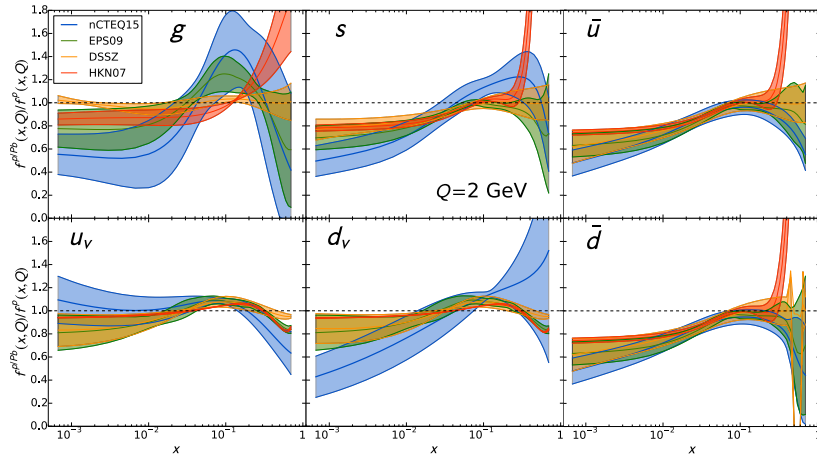 nCTEQ15
EPS09
DSSZ
HKN07
g
s
ū
Q=2 GeV
1.8
1.6
1.4
1.2
1.0
0.8
0.6
0.4
0.2
0.0
f^{p/Pb}(x,Q)/f^{p}(x,Q)
u_v
d_v
d̄
1.8
1.6
1.4
1.2
1.0
0.8
0.6
0.4
0.2
0.0
f^{p/Pb}(x,Q)/f^{p}(x,Q)
10⁻³ 10⁻² 10⁻¹ 1 10⁻³ 10⁻² 10⁻¹ 1 10⁻³ 10⁻² 10⁻¹ 1
x x x